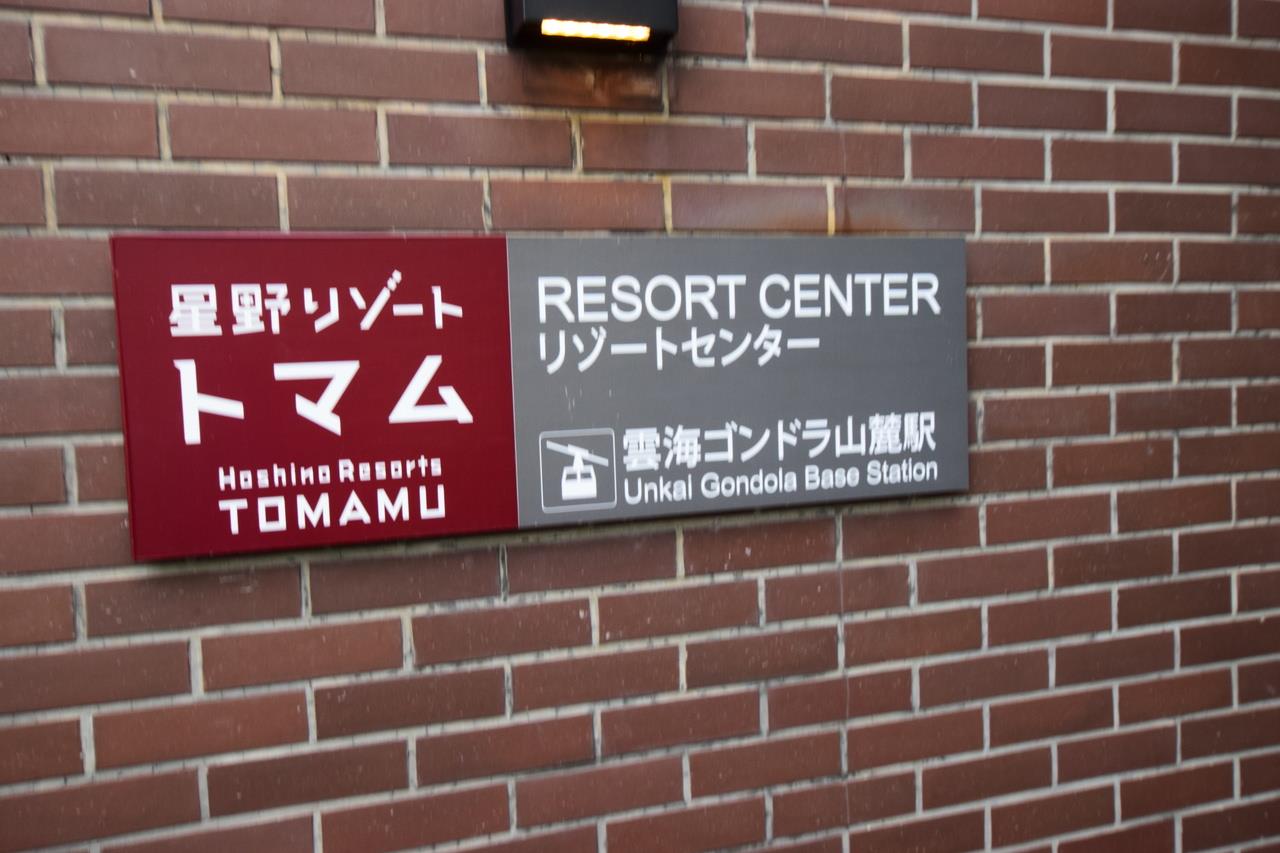 星野リゾート
トマム
Hoshino Resorts
TOMAMU
RESORT CENTER
リゾートセンター
雲海ゴンドラ山麓駅
Unkai Gondola Base Station